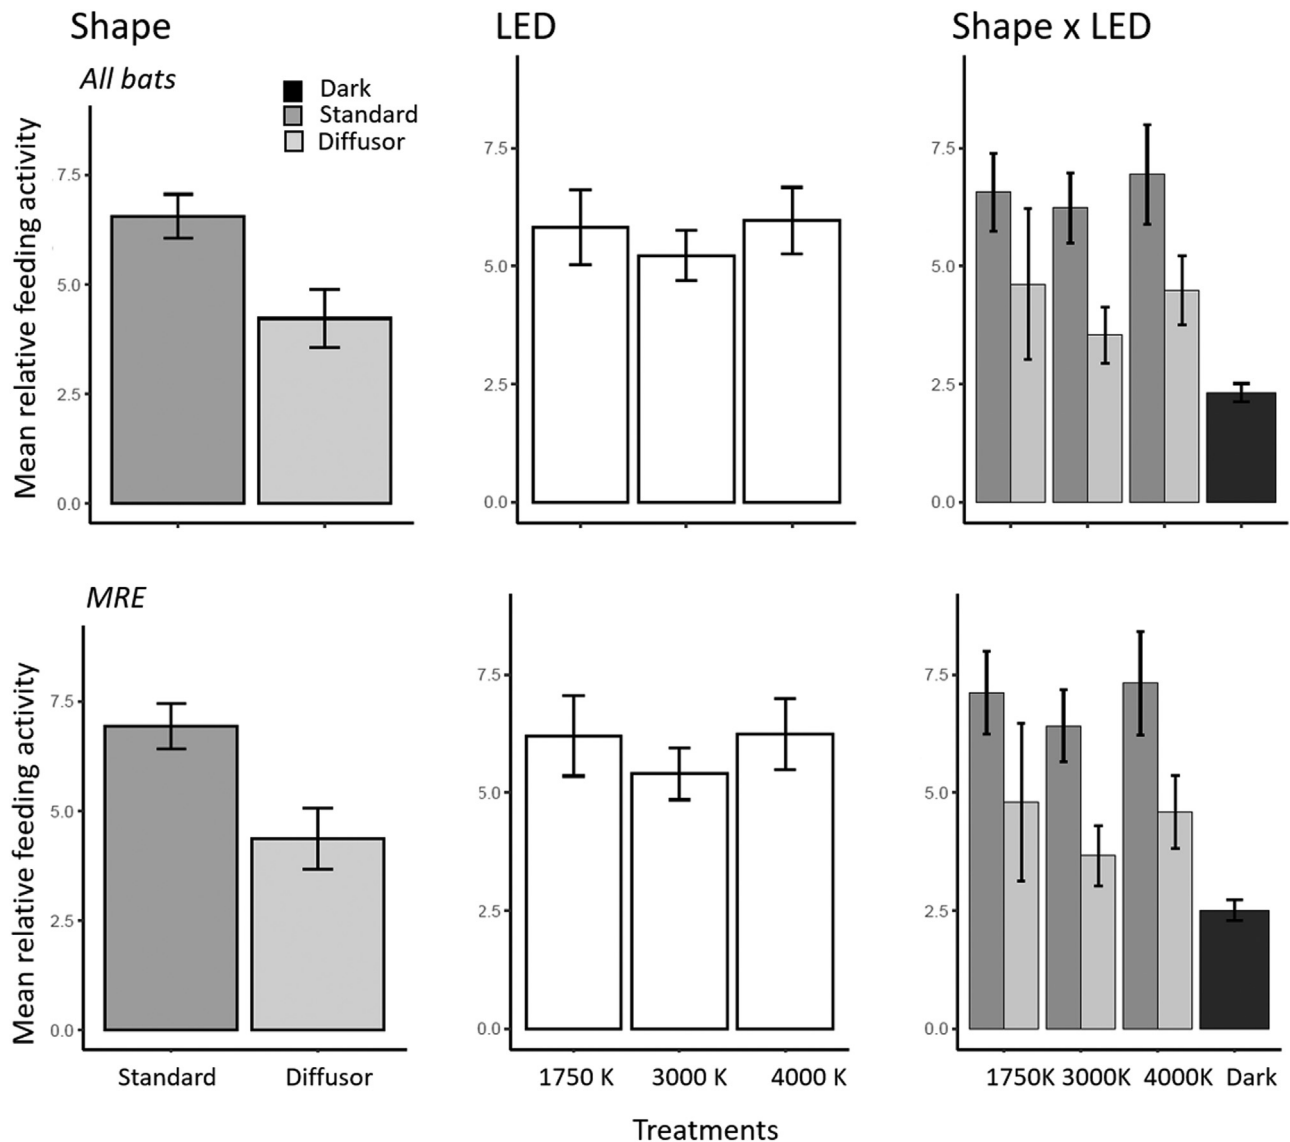 Shape
LED
Shape x LED
All bats
Dark
Standard
Diffusor
Mean relative feeding activity
7.5
5.0
2.5
0.0
7.5
5.0
2.5
0.0
7.5
5.0
2.5
0.0
MRE
Mean relative feeding activity
7.5
5.0
2.5
0.0
7.5
5.0
2.5
0.0
7.5
5.0
2.5
0.0
Standard Diffusor
1750 K 3000 K 4000 K
1750K 3000K 4000K Dark
Treatments